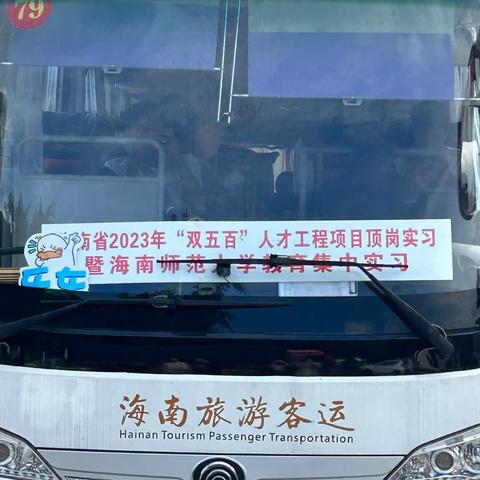 79
南省2023年“双五百”人才工程项目顶岗实习
暨海南师范大学教育集中实习
乒在
海南旅游客运
Hainan Tourism Passenger Transportation